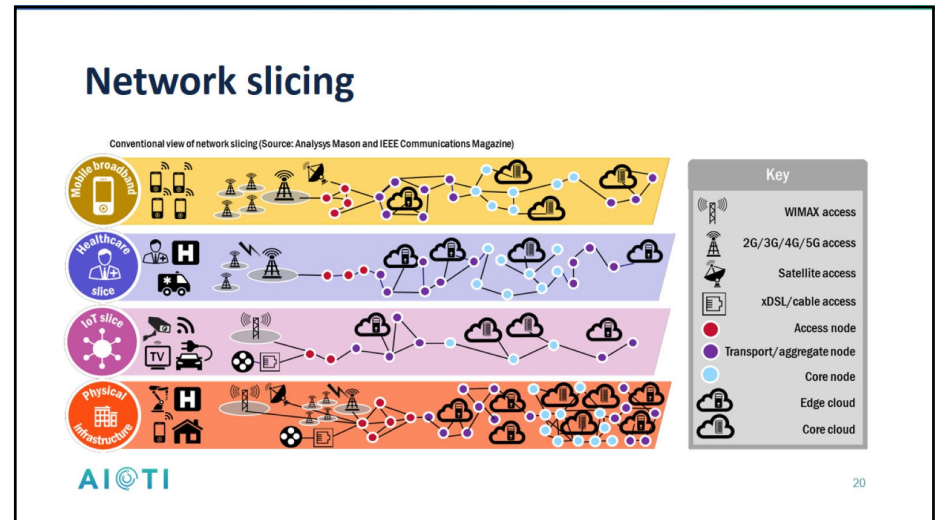 Network slicing
Conventional view of network slicing (Source: Analysys Mason and IEEE Communications Magazine)
Mobile broadband
Healthcare
slice
H
IoT slice
TV
Physical
infrastructure
H
Key
WIMAX access
2G/3G/4G/5G access
Satellite access
xDSL/cable access
Access node
Transport/aggregate node
Core node
Edge cloud
Core cloud
AIOTI
20